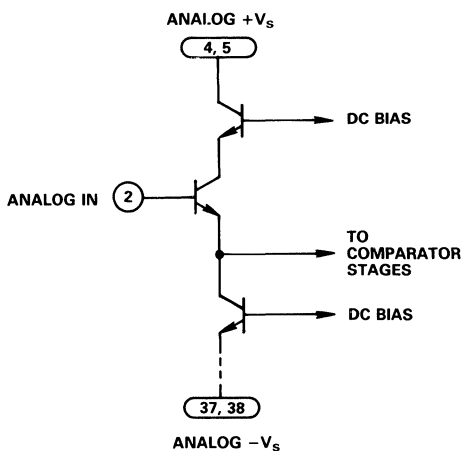 ANALOG +VS
4, 5
DC BIAS
ANALOG IN
2
TO
COMPARATOR
STAGES
DC BIAS
37, 38
ANALOG −VS